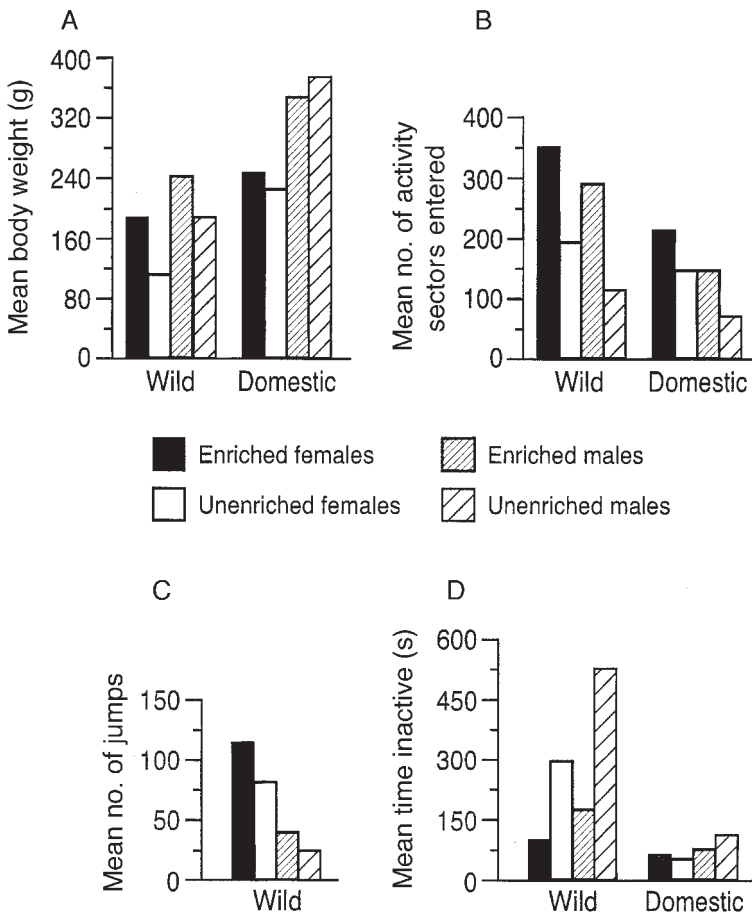 A
Mean body weight (g)
400
320
240
160
80
0
Wild Domestic
B
Mean no. of activity
sectors entered
400
300
200
100
0
Wild Domestic
Enriched females
Unenriched females
Enriched males
Unenriched males
C
Mean no. of jumps
150
100
50
0
Wild
D
Mean time inactive (s)
600
450
300
150
0
Wild Domestic